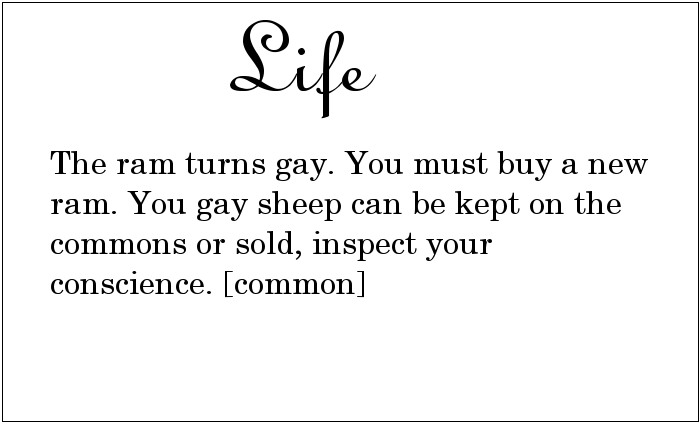 Life
The ram turns gay. You must buy a new
ram. You gay sheep can be kept on the
commons or sold, inspect your
conscience. [common]